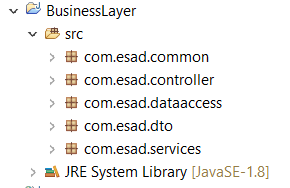 BusinessLayer
src
com.esad.common
com.esad.controller
com.esad.dataaccess
com.esad.dto
com.esad.services
JRE System Library [JavaSE-1.8]